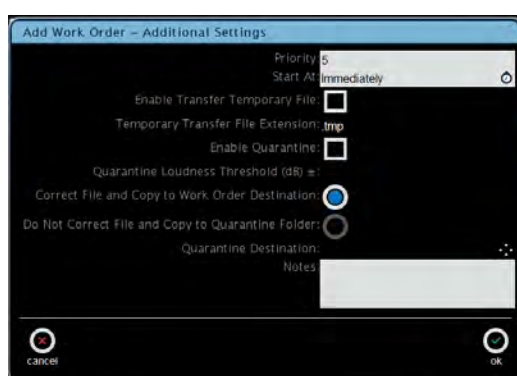 Add Work Order – Additional Settings
Priority: 5
Start At: Immediately
Enable Transfer Temporary File:
Temporary Transfer File Extension: .tmp
Enable Quarantine:
Quarantine Loudness Threshold (dB) ±:
Correct File and Copy to Work Order Destination:
Do Not Correct File and Copy to Quarantine Folder:
Quarantine Destination:
Notes:
cancel
ok